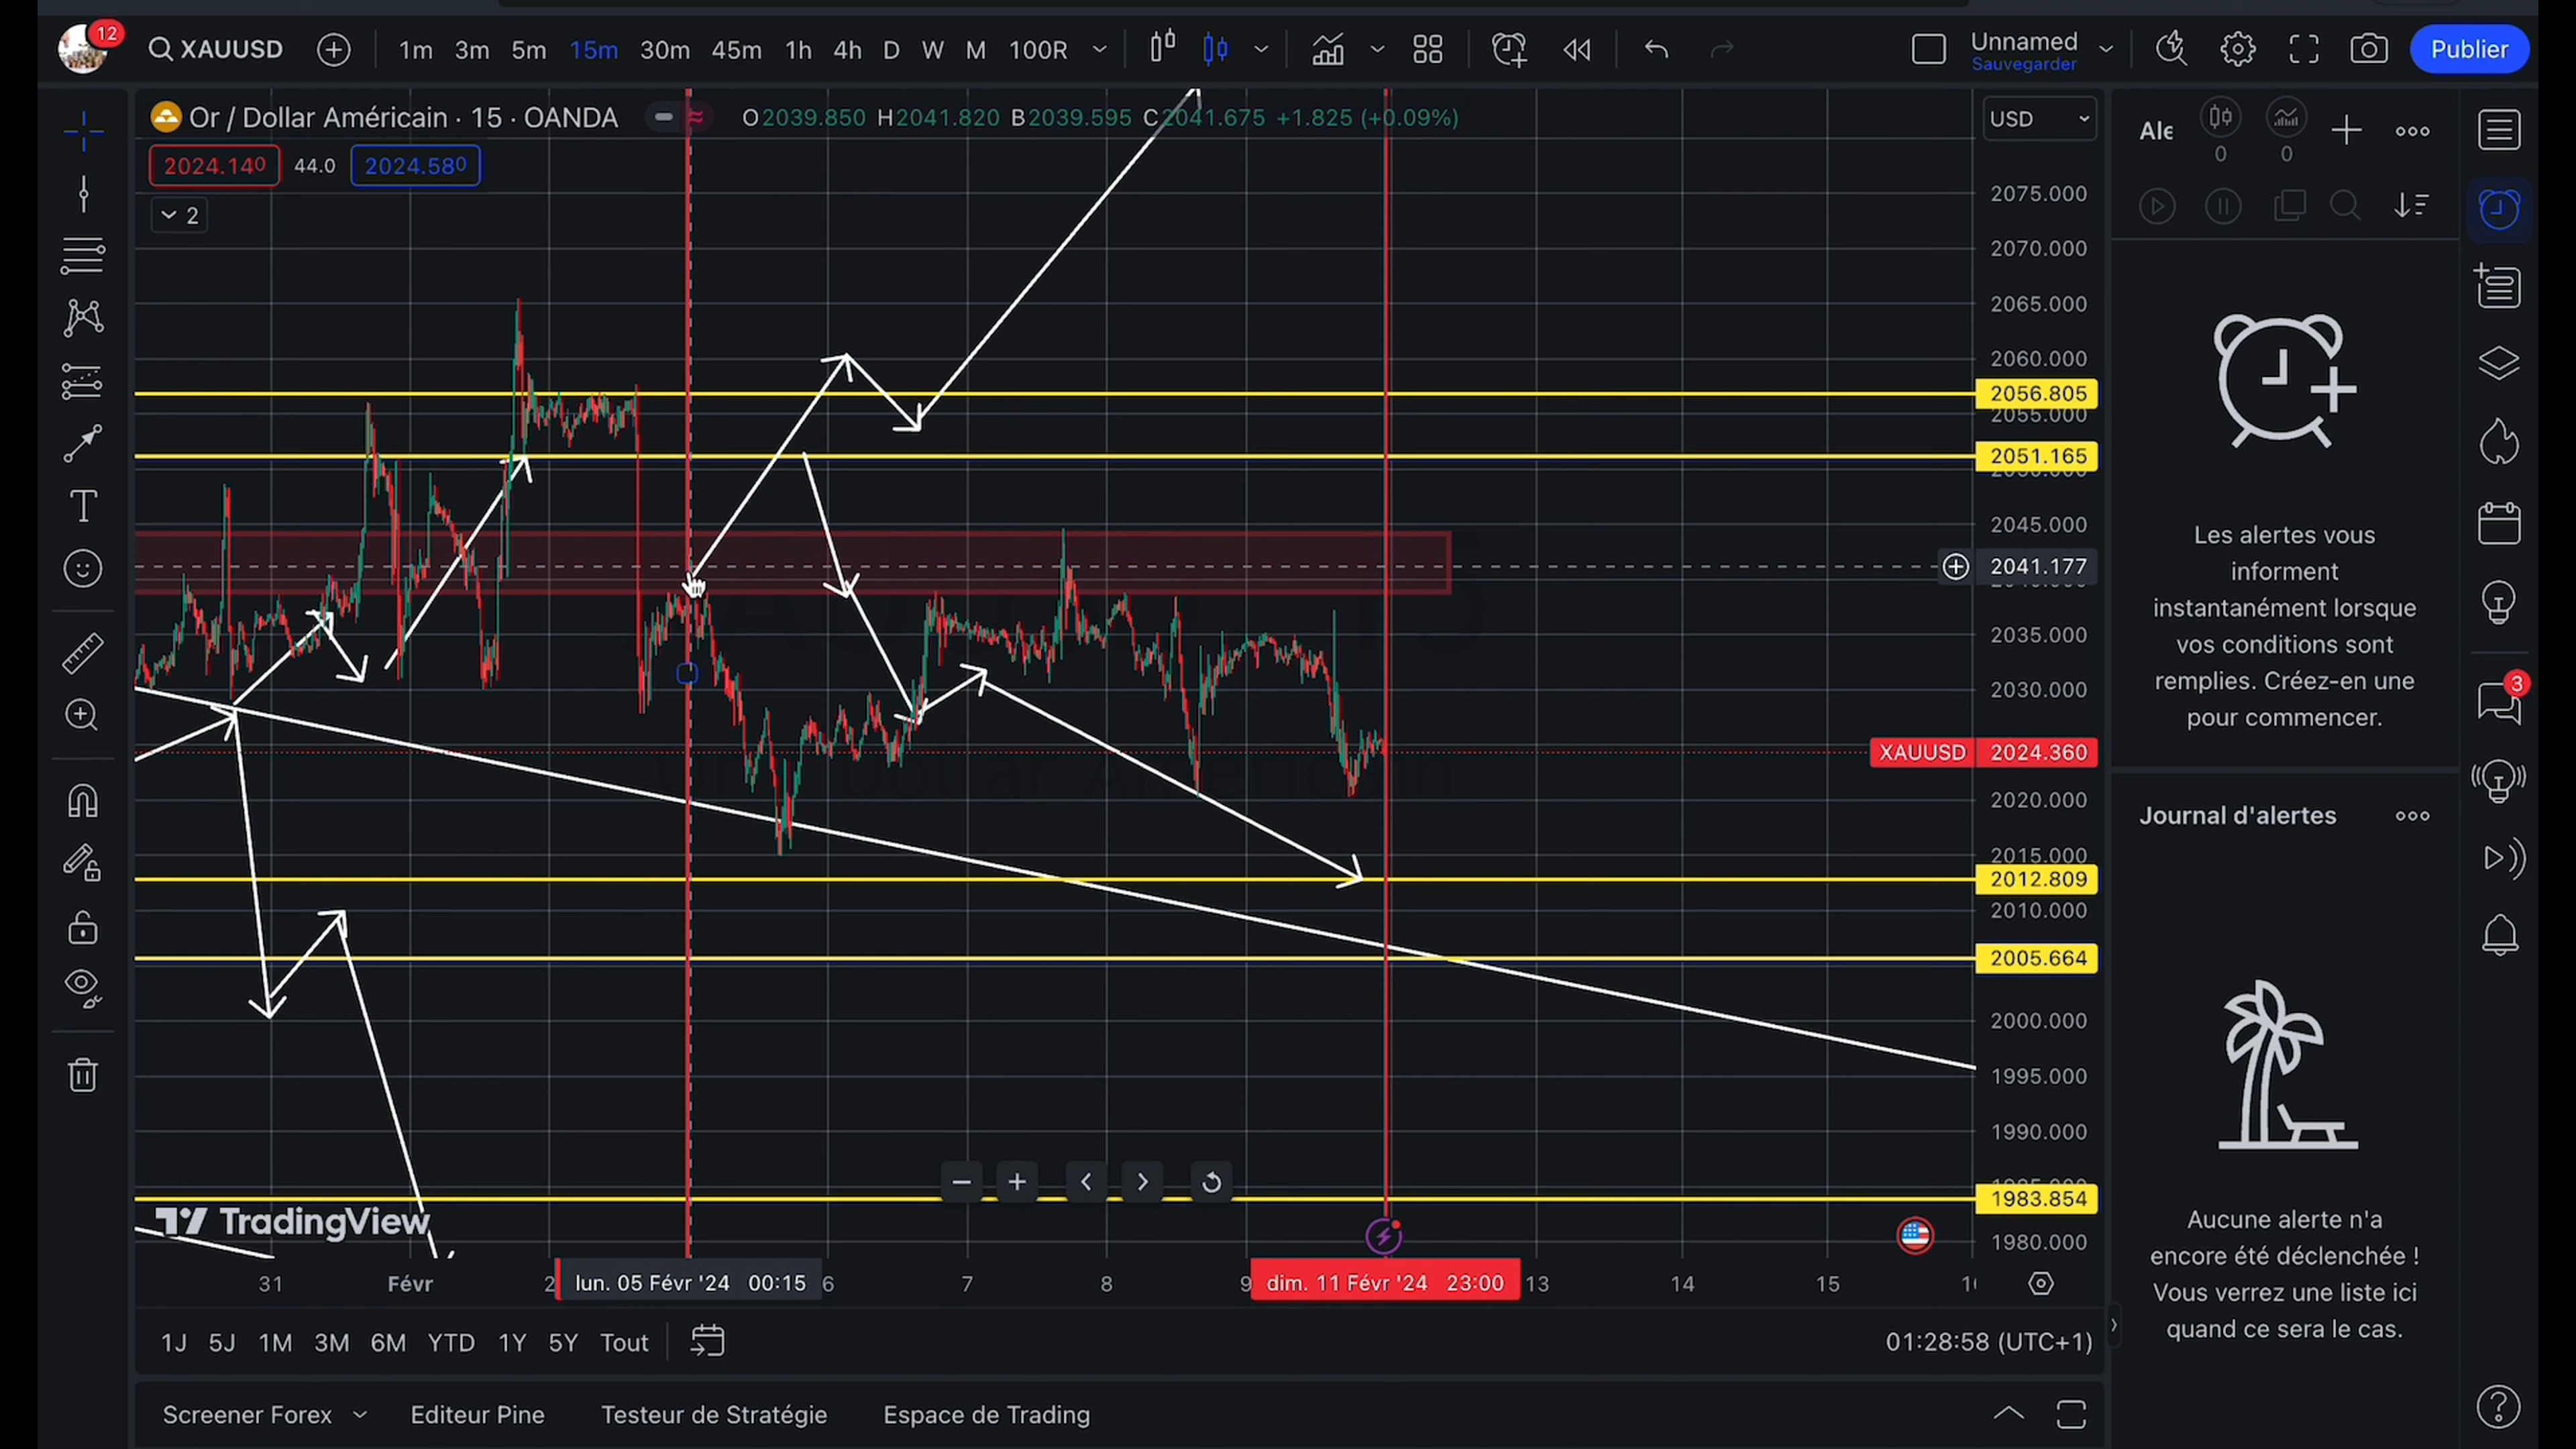 12
XAUUSD
1m 3m 5m 15m 30m 45m 1h 4h D W M 100R
Unnamed
Sauvegarder
Publier
Or / Dollar Américain · 15 · OANDA
O2039.850 H2041.820 B2039.595 C2041.675 +1.825 (+0.09%)
USD
2024.140 44.0 2024.580
2
Ale
0 0
2075.000
2070.000
2065.000
2060.000
2056.805
2055.000
2051.165
2045.000
2041.177
2035.000
2030.000
XAUUSD 2024.360
2020.000
2015.000
2012.809
2010.000
2005.664
2000.000
1995.000
1990.000
1983.854
1980.000
Les alertes vous
informent
instantanément lorsque
vos conditions sont
remplies. Créez-en une
pour commencer.
3
Journal d'alertes
Aucune alerte n'a
encore été déclenchée !
Vous verrez une liste ici
quand ce sera le cas.
TradingView
31 Févr 2 lun. 05 Févr '24 00:15 6 7 8 9 dim. 11 Févr '24 23:00 13 14 15
1J 5J 1M 3M 6M YTD 1Y 5Y Tout
01:28:58 (UTC+1)
Screener Forex Editeur Pine Testeur de Stratégie Espace de Trading